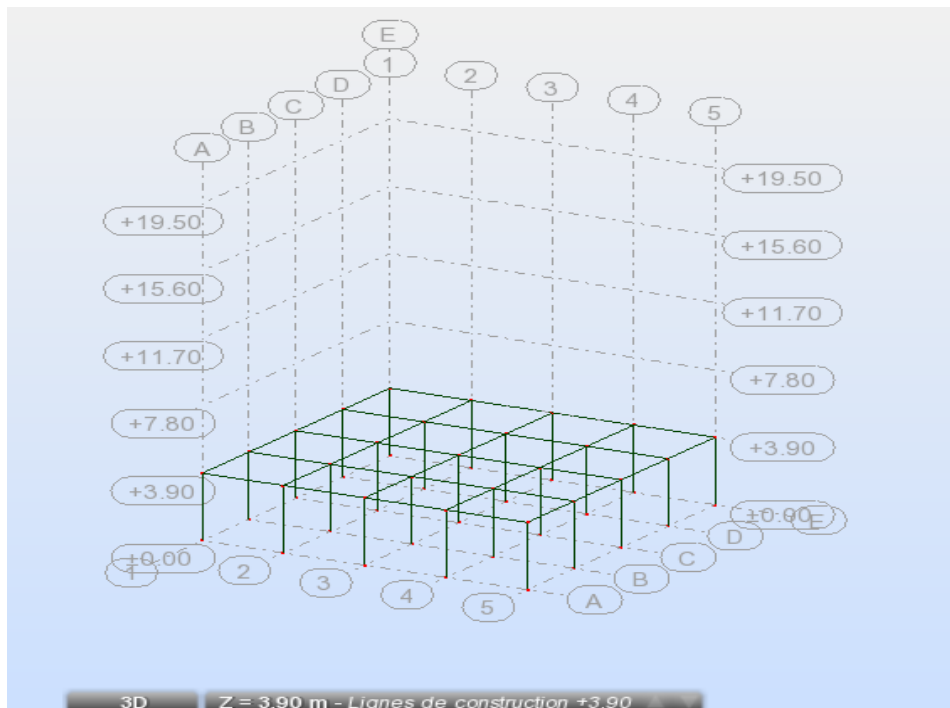 E
1
2
3
4
5
D
C
B
A
+19.50
+19.50
+15.60
+15.60
+11.70
+11.70
+7.80
+7.80
+3.90
+3.90
±0.00
±0.00
E
D
C
B
A
1
2
3
4
5
3D
Z = 3.90 m - Lignes de construction +3.90